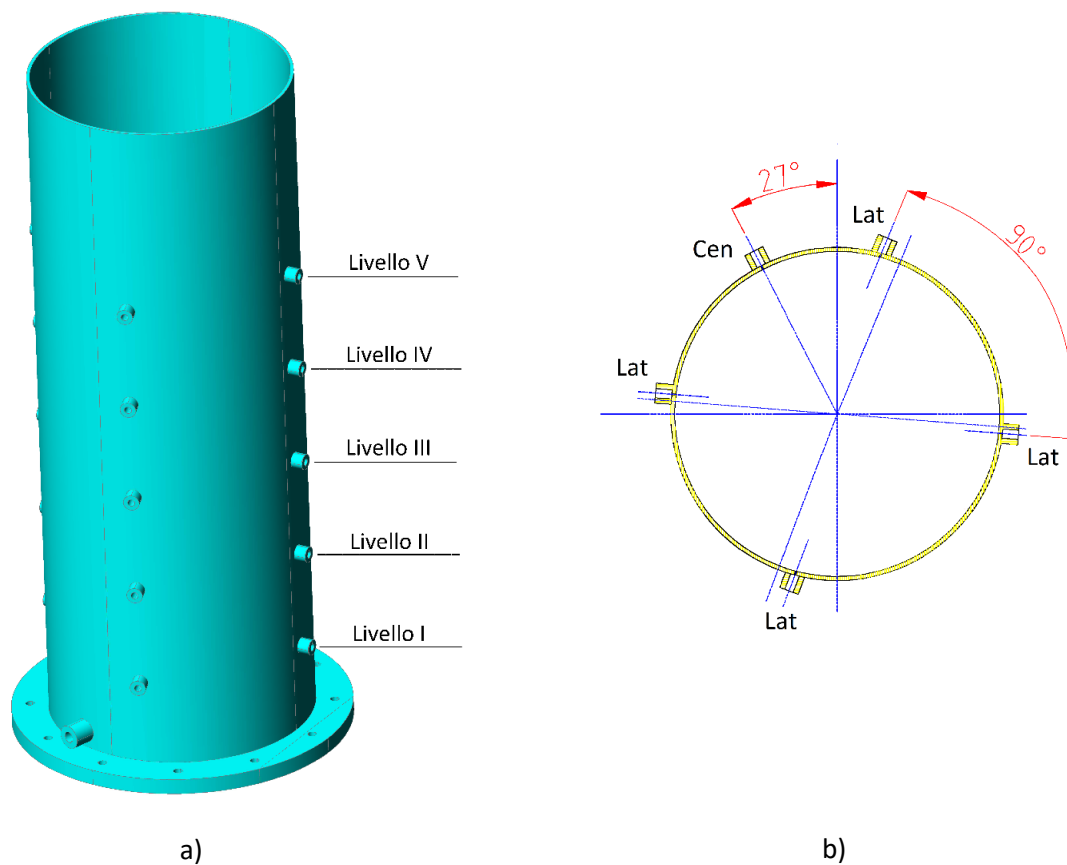 Livello V
Livello IV
Livello III
Livello II
Livello I
a)
27°
Lat
90°
Cen
Lat
Lat
Lat
b)